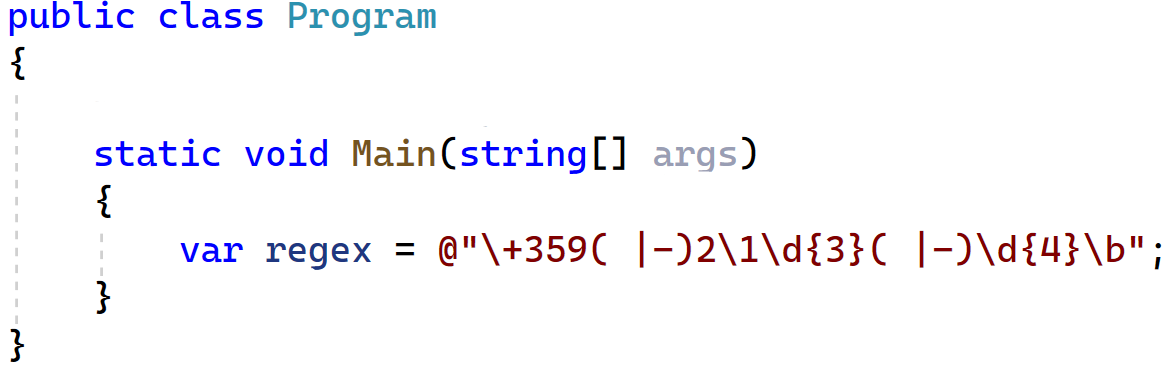 public class Program
{
static void Main(string[] args)
{
var regex = @"\+359( |-)2\1\d{3}( |-)\d{4}\b";
}
}